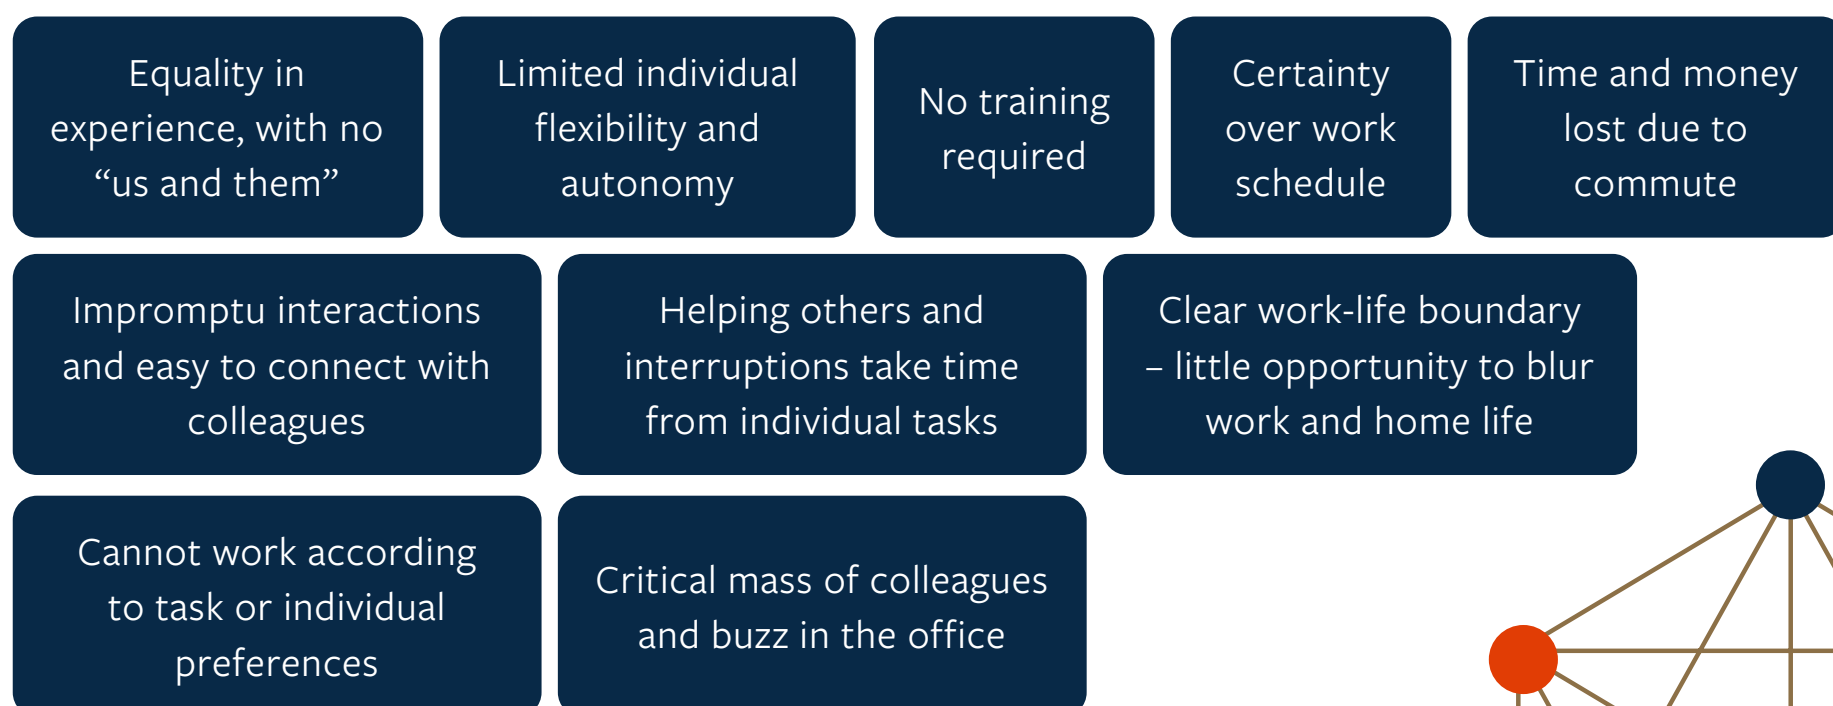 Equality in
experience, with no
“us and them”
Limited individual
flexibility and
autonomy
No training
required
Certainty
over work
schedule
Time and money
lost due to
commute
Impromptu interactions
and easy to connect with
colleagues
Helping others and
interruptions take time
from individual tasks
Clear work-life boundary
– little opportunity to blur
work and home life
Cannot work according
to task or individual
preferences
Critical mass of colleagues
and buzz in the office